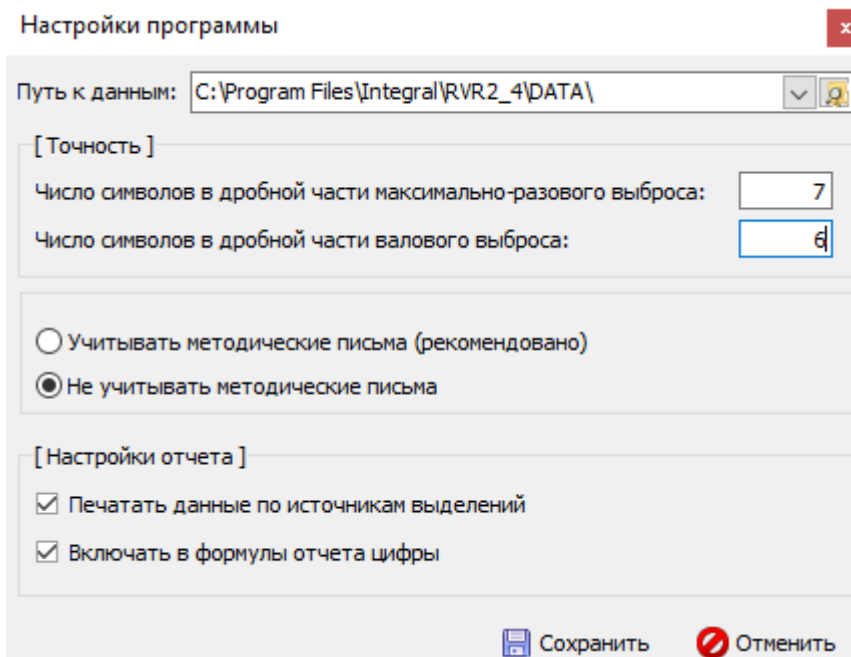 Настройки программы
x
Путь к данным: C:\Program Files\Integral\RVR2_4\DATA\
[ Точность ]
Число символов в дробной части максимально-разового выброса: 7
Число символов в дробной части валового выброса: 6
Учитывать методические письма (рекомендовано)
Не учитывать методические письма
[ Настройки отчета ]
Печатать данные по источникам выделений
Включать в формулы отчета цифры
Сохранить Отменить